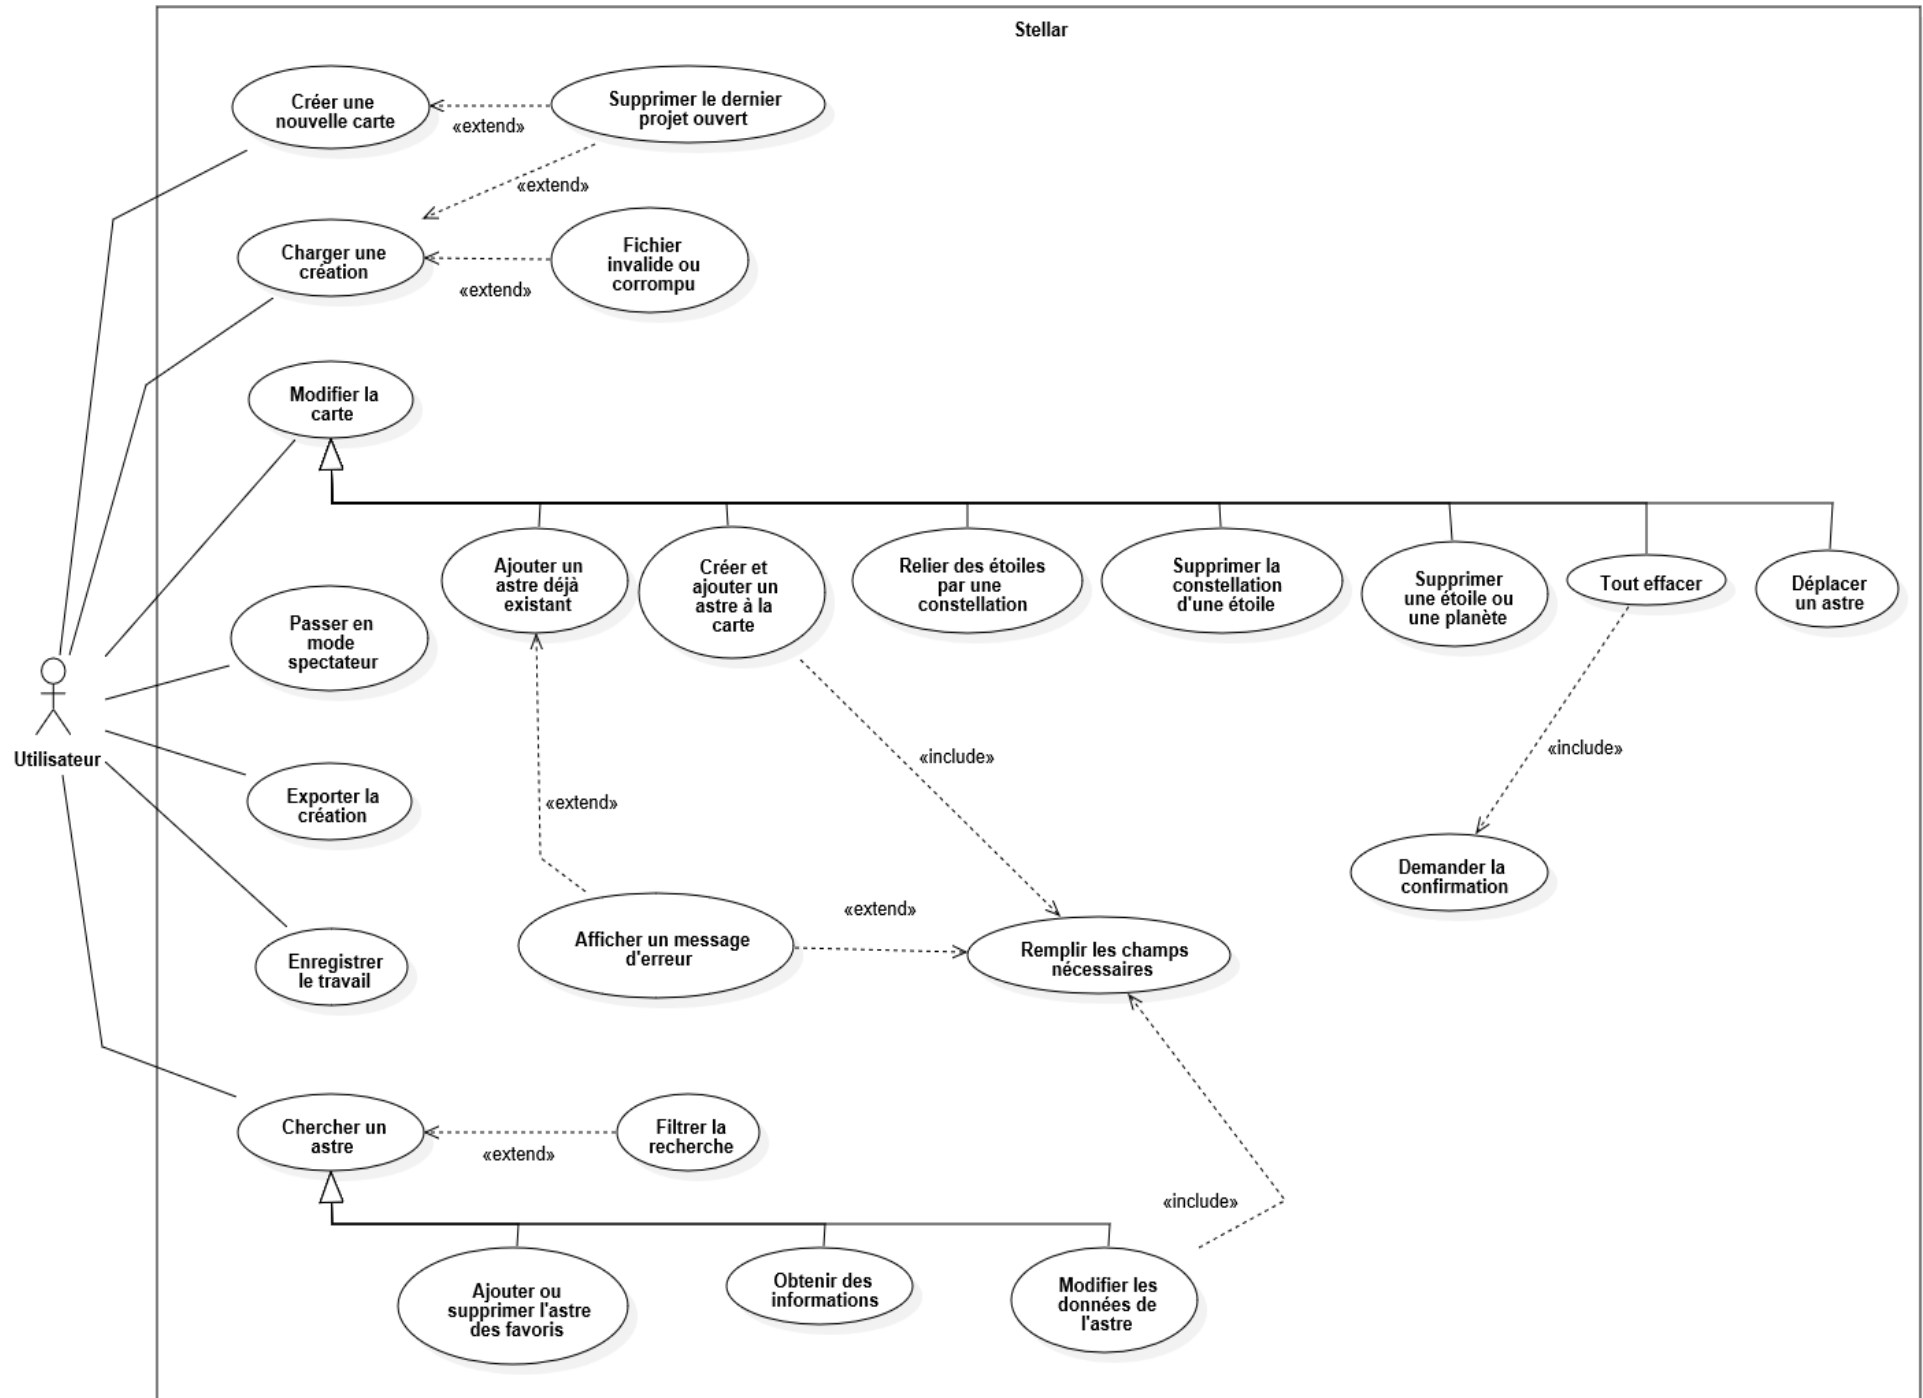 Stellar
Créer une
nouvelle carte
«extend»
Supprimer le dernier
projet ouvert
«extend»
Charger une
création
«extend»
Fichier
invalide ou
corrompu
Modifier la
carte
Ajouter un
astre déjà
existant
Créer et
ajouter un
astre à la
carte
Relier des étoiles
par une
constellation
Supprimer la
constellation
d'une étoile
Supprimer
une étoile ou
une planète
Tout effacer
Déplacer
un astre
Passer en
mode
spectateur
Utilisateur
«include»
«include»
Exporter la
création
«extend»
Demander la
confirmation
Afficher un message
d'erreur
«extend»
Remplir les champs
nécessaires
Enregistrer
le travail
Chercher un
astre
«extend»
Filtrer la
recherche
«include»
Ajouter ou
supprimer l'astre
des favoris
Obtenir des
informations
Modifier les
données de
l'astre